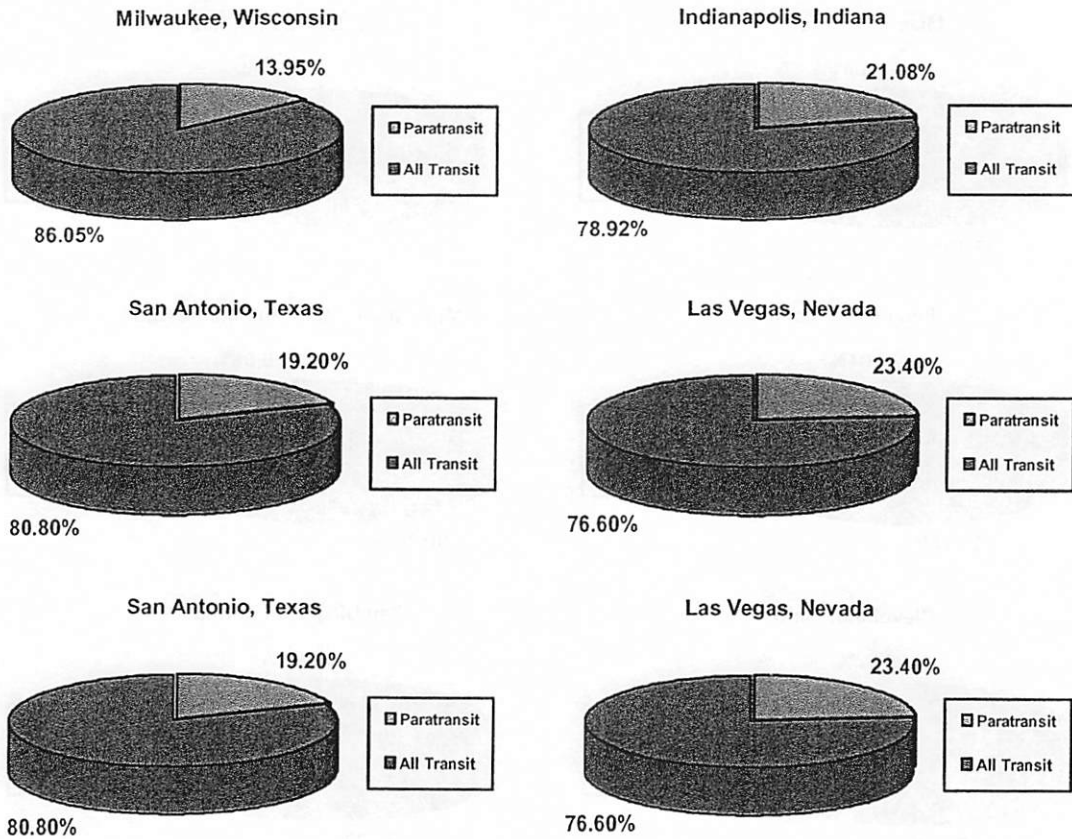 Milwaukee, Wisconsin
13.95%
Paratransit
All Transit
86.05%
Indianapolis, Indiana
21.08%
Paratransit
All Transit
78.92%
San Antonio, Texas
19.20%
Paratransit
All Transit
80.80%
Las Vegas, Nevada
23.40%
Paratransit
All Transit
76.60%
San Antonio, Texas
19.20%
Paratransit
All Transit
80.80%
Las Vegas, Nevada
23.40%
Paratransit
All Transit
76.60%